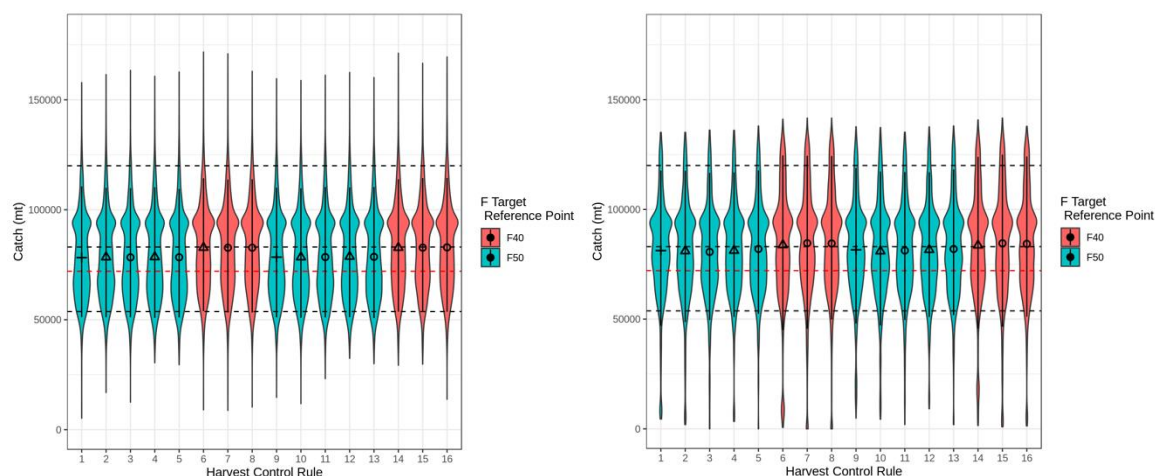 150000
100000
50000
0
Catch (mt)
1 2 3 4 5 6 7 8 9 10 11 12 13 14 15 16
Harvest Control Rule
F Target
Reference Point
F40
F50
150000
100000
50000
0
Catch (mt)
1 2 3 4 5 6 7 8 9 10 11 12 13 14 15 16
Harvest Control Rule
F Target
Reference Point
F40
F50